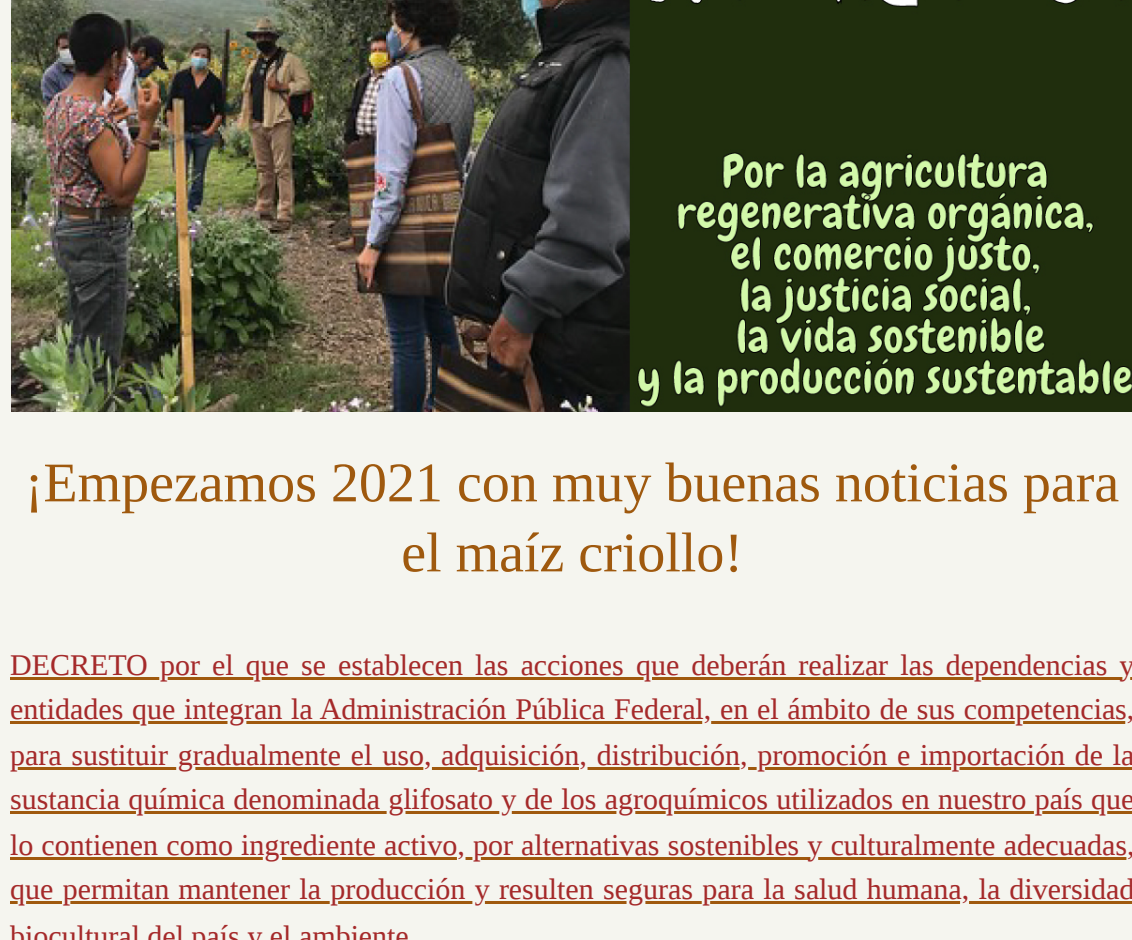 Por la agricultura
regenerativa orgánica,
el comercio justo,
la justicia social,
la vida sostenible
y la producción sustentable
¡Empezamos 2021 con muy buenas noticias para
el maíz criollo!
DECRETO por el que se establecen las acciones que deberán realizar las dependencias y
entidades que integran la Administración Pública Federal, en el ámbito de sus competencias,
para sustituir gradualmente el uso, adquisición, distribución, promoción e importación de la
sustancia química denominada glifosato y de los agroquímicos utilizados en nuestro país que
lo contienen como ingrediente activo, por alternativas sostenibles y culturalmente adecuadas,
que permitan mantener la producción y resulten seguras para la salud humana, la diversidad
biocultural del país y el ambiente